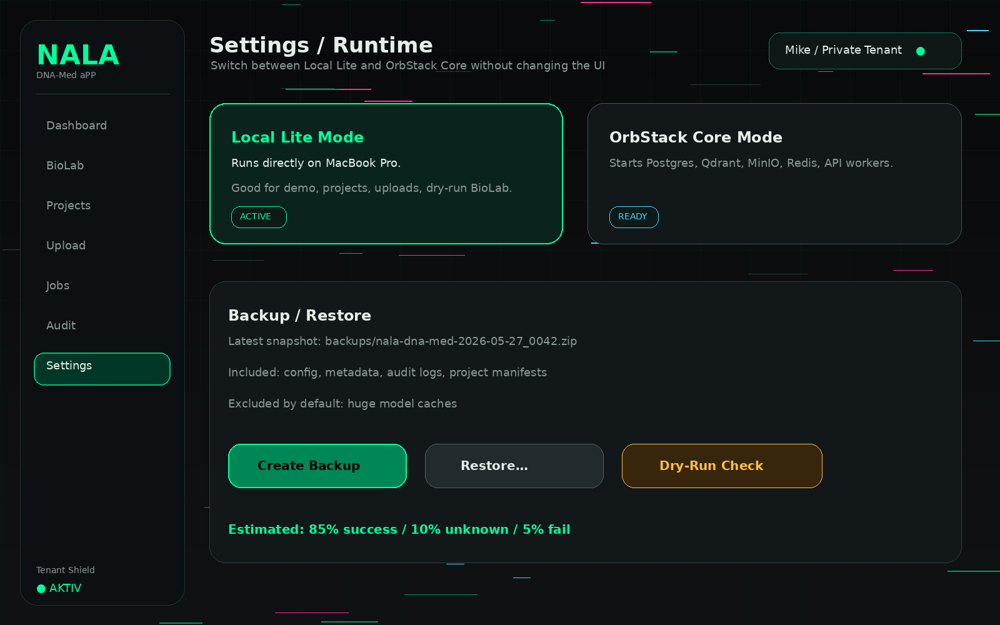 NALA
DNA-Med aPP
Dashboard
BioLab
Projects
Upload
Jobs
Audit
Settings
Tenant Shield
AKTIV
Settings / Runtime
Switch between Local Lite and OrbStack Core without changing the UI
Mike / Private Tenant
Local Lite Mode
Runs directly on MacBook Pro.
Good for demo, projects, uploads, dry-run BioLab.
ACTIVE
OrbStack Core Mode
Starts Postgres, Qdrant, MinIO, Redis, API workers.
READY
Backup / Restore
Latest snapshot: backups/nala-dna-med-2026-05-27_0042.zip
Included: config, metadata, audit logs, project manifests
Excluded by default: huge model caches
Create Backup
Restore…
Dry-Run Check
Estimated: 85% success / 10% unknown / 5% fail